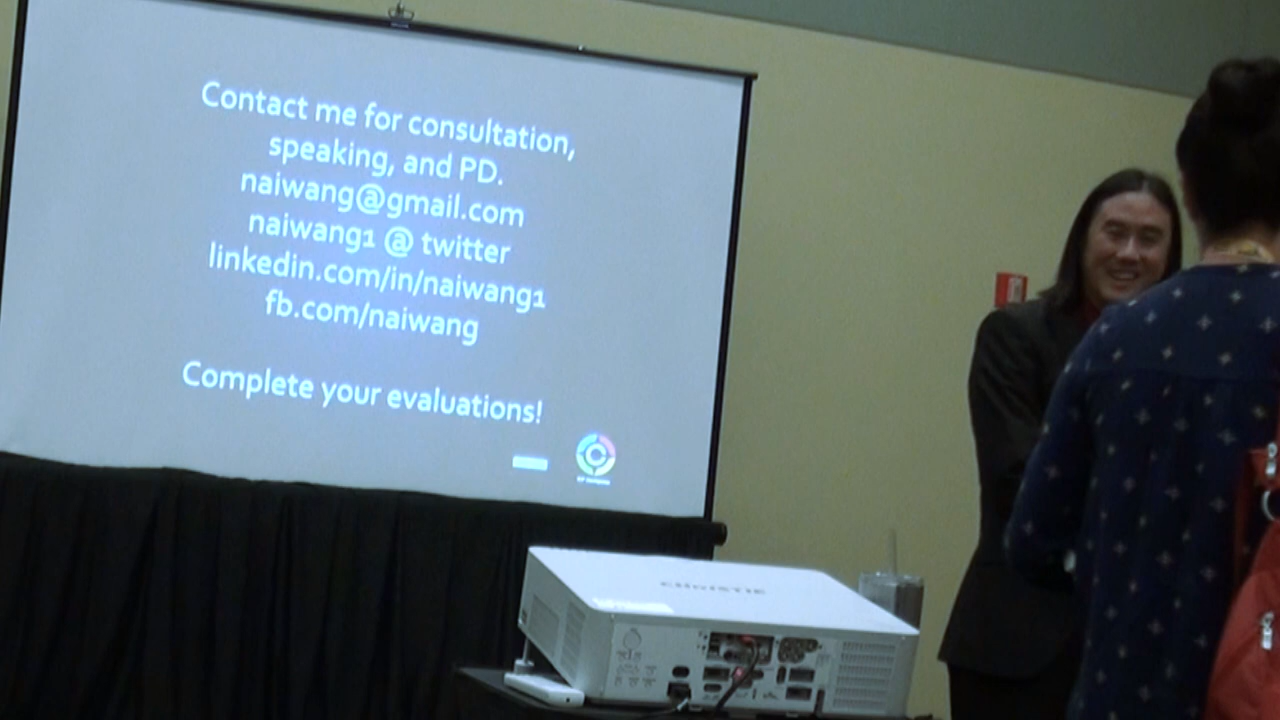 Contact me for consultation,
speaking, and PD.
naiwang@gmail.com
naiwang1 @ twitter
linkedin.com/in/naiwang1
fb.com/naiwang
Complete your evaluations!
CHRISTIE